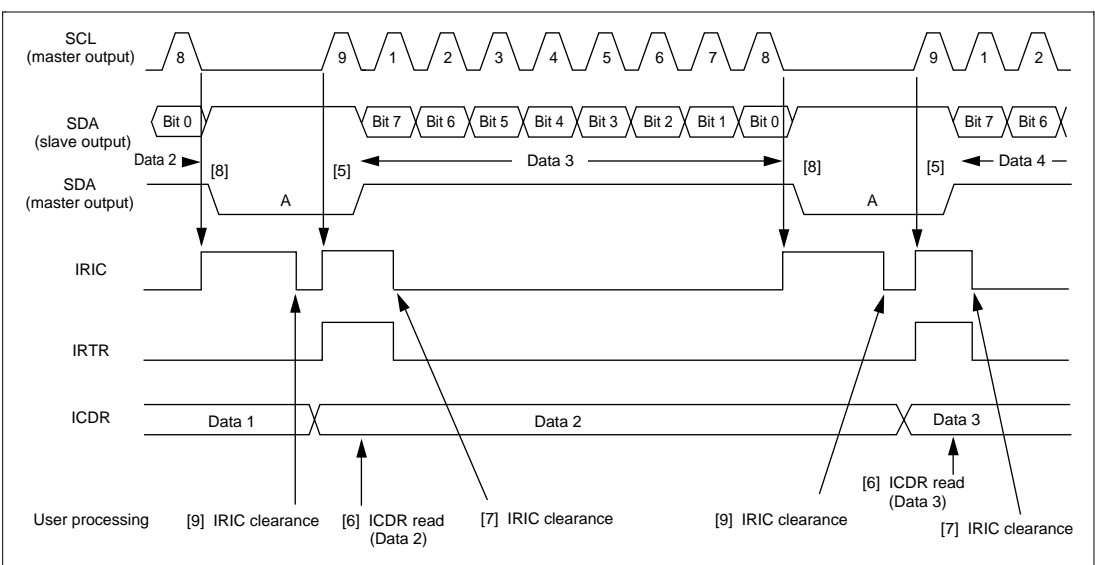 SCL
(master output)
8 9 1 2 3 4 5 6 7 8 9 1 2
SDA
(slave output)
Bit 0 Bit 7 Bit 6 Bit 5 Bit 4 Bit 3 Bit 2 Bit 1 Bit 0 Bit 7 Bit 6
Data 2 [8] [5] Data 3 [8] [5] Data 4
SDA
(master output)
A A
IRIC
IRTR
ICDR
Data 1 Data 2 Data 3
User processing
[9] IRIC clearance
[6] ICDR read
(Data 2)
[7] IRIC clearance
[9] IRIC clearance
[6] ICDR read
(Data 3)
[7] IRIC clearance